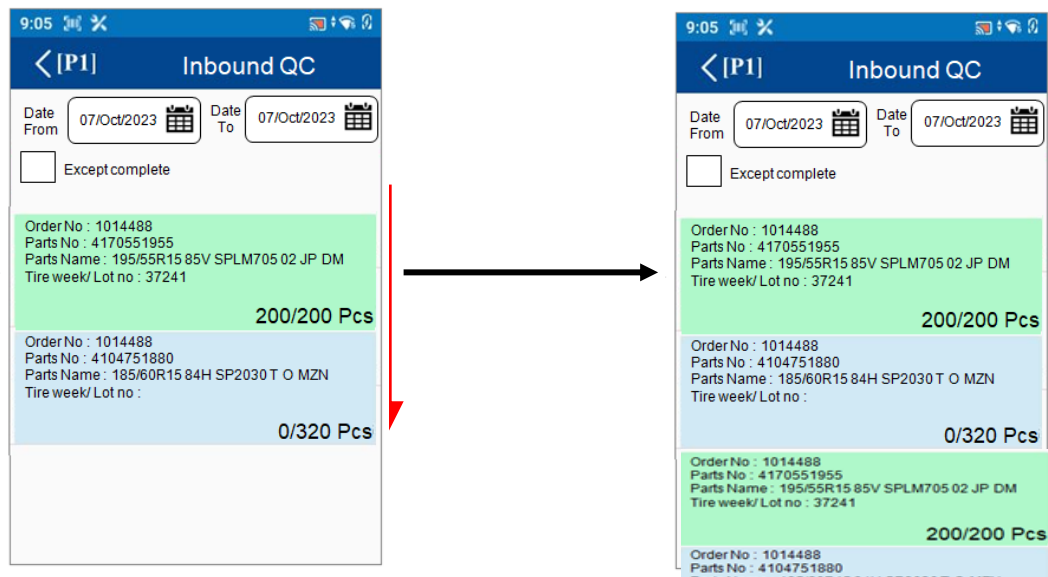 9:05
[P1] Inbound QC
Date From 07/Oct/2023 Date To 07/Oct/2023
Except complete
Order No : 1014488
Parts No : 4170551955
Parts Name : 195/55R15 85V SPLM705 02 JP DM
Tire week/ Lot no : 37241
200/200 Pcs
Order No : 1014488
Parts No : 4104751880
Parts Name : 185/60R15 84H SP2030 T O MZN
Tire week/ Lot no :
0/320 Pcs
9:05
[P1] Inbound QC
Date From 07/Oct/2023 Date To 07/Oct/2023
Except complete
Order No : 1014488
Parts No : 4170551955
Parts Name : 195/55R15 85V SPLM705 02 JP DM
Tire week/ Lot no : 37241
200/200 Pcs
Order No : 1014488
Parts No : 4104751880
Parts Name : 185/60R15 84H SP2030 T O MZN
Tire week/ Lot no :
0/320 Pcs
Order No : 1014488
Parts No : 4170551955
Parts Name : 195/55R15 85V SPLM705 02 JP DM
Tire week/ Lot no : 37241
200/200 Pcs
Order No : 1014488
Parts No : 4104751880